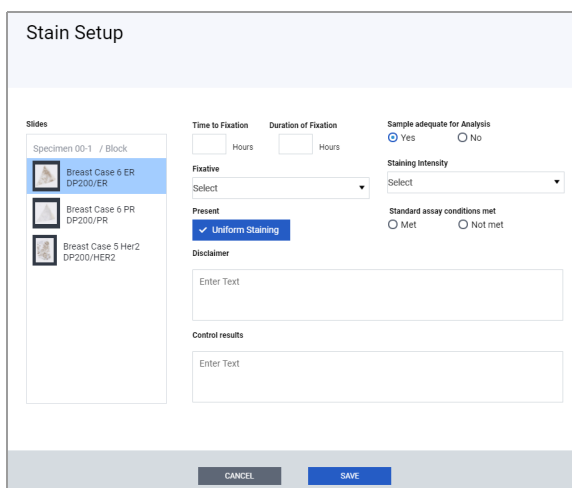 Stain Setup
Slides
Specimen 00-1 / Block
Breast Case 6 ER
DP200/ER
Breast Case 6 PR
DP200/PR
Breast Case 5 Her2
DP200/HER2
Time to Fixation Duration of Fixation
Hours Hours
Fixative
Select
Present
Uniform Staining
Sample adequate for Analysis
Yes No
Staining Intensity
Select
Standard assay conditions met
Met Not met
Disclaimer
Enter Text
Control results
Enter Text
CANCEL SAVE